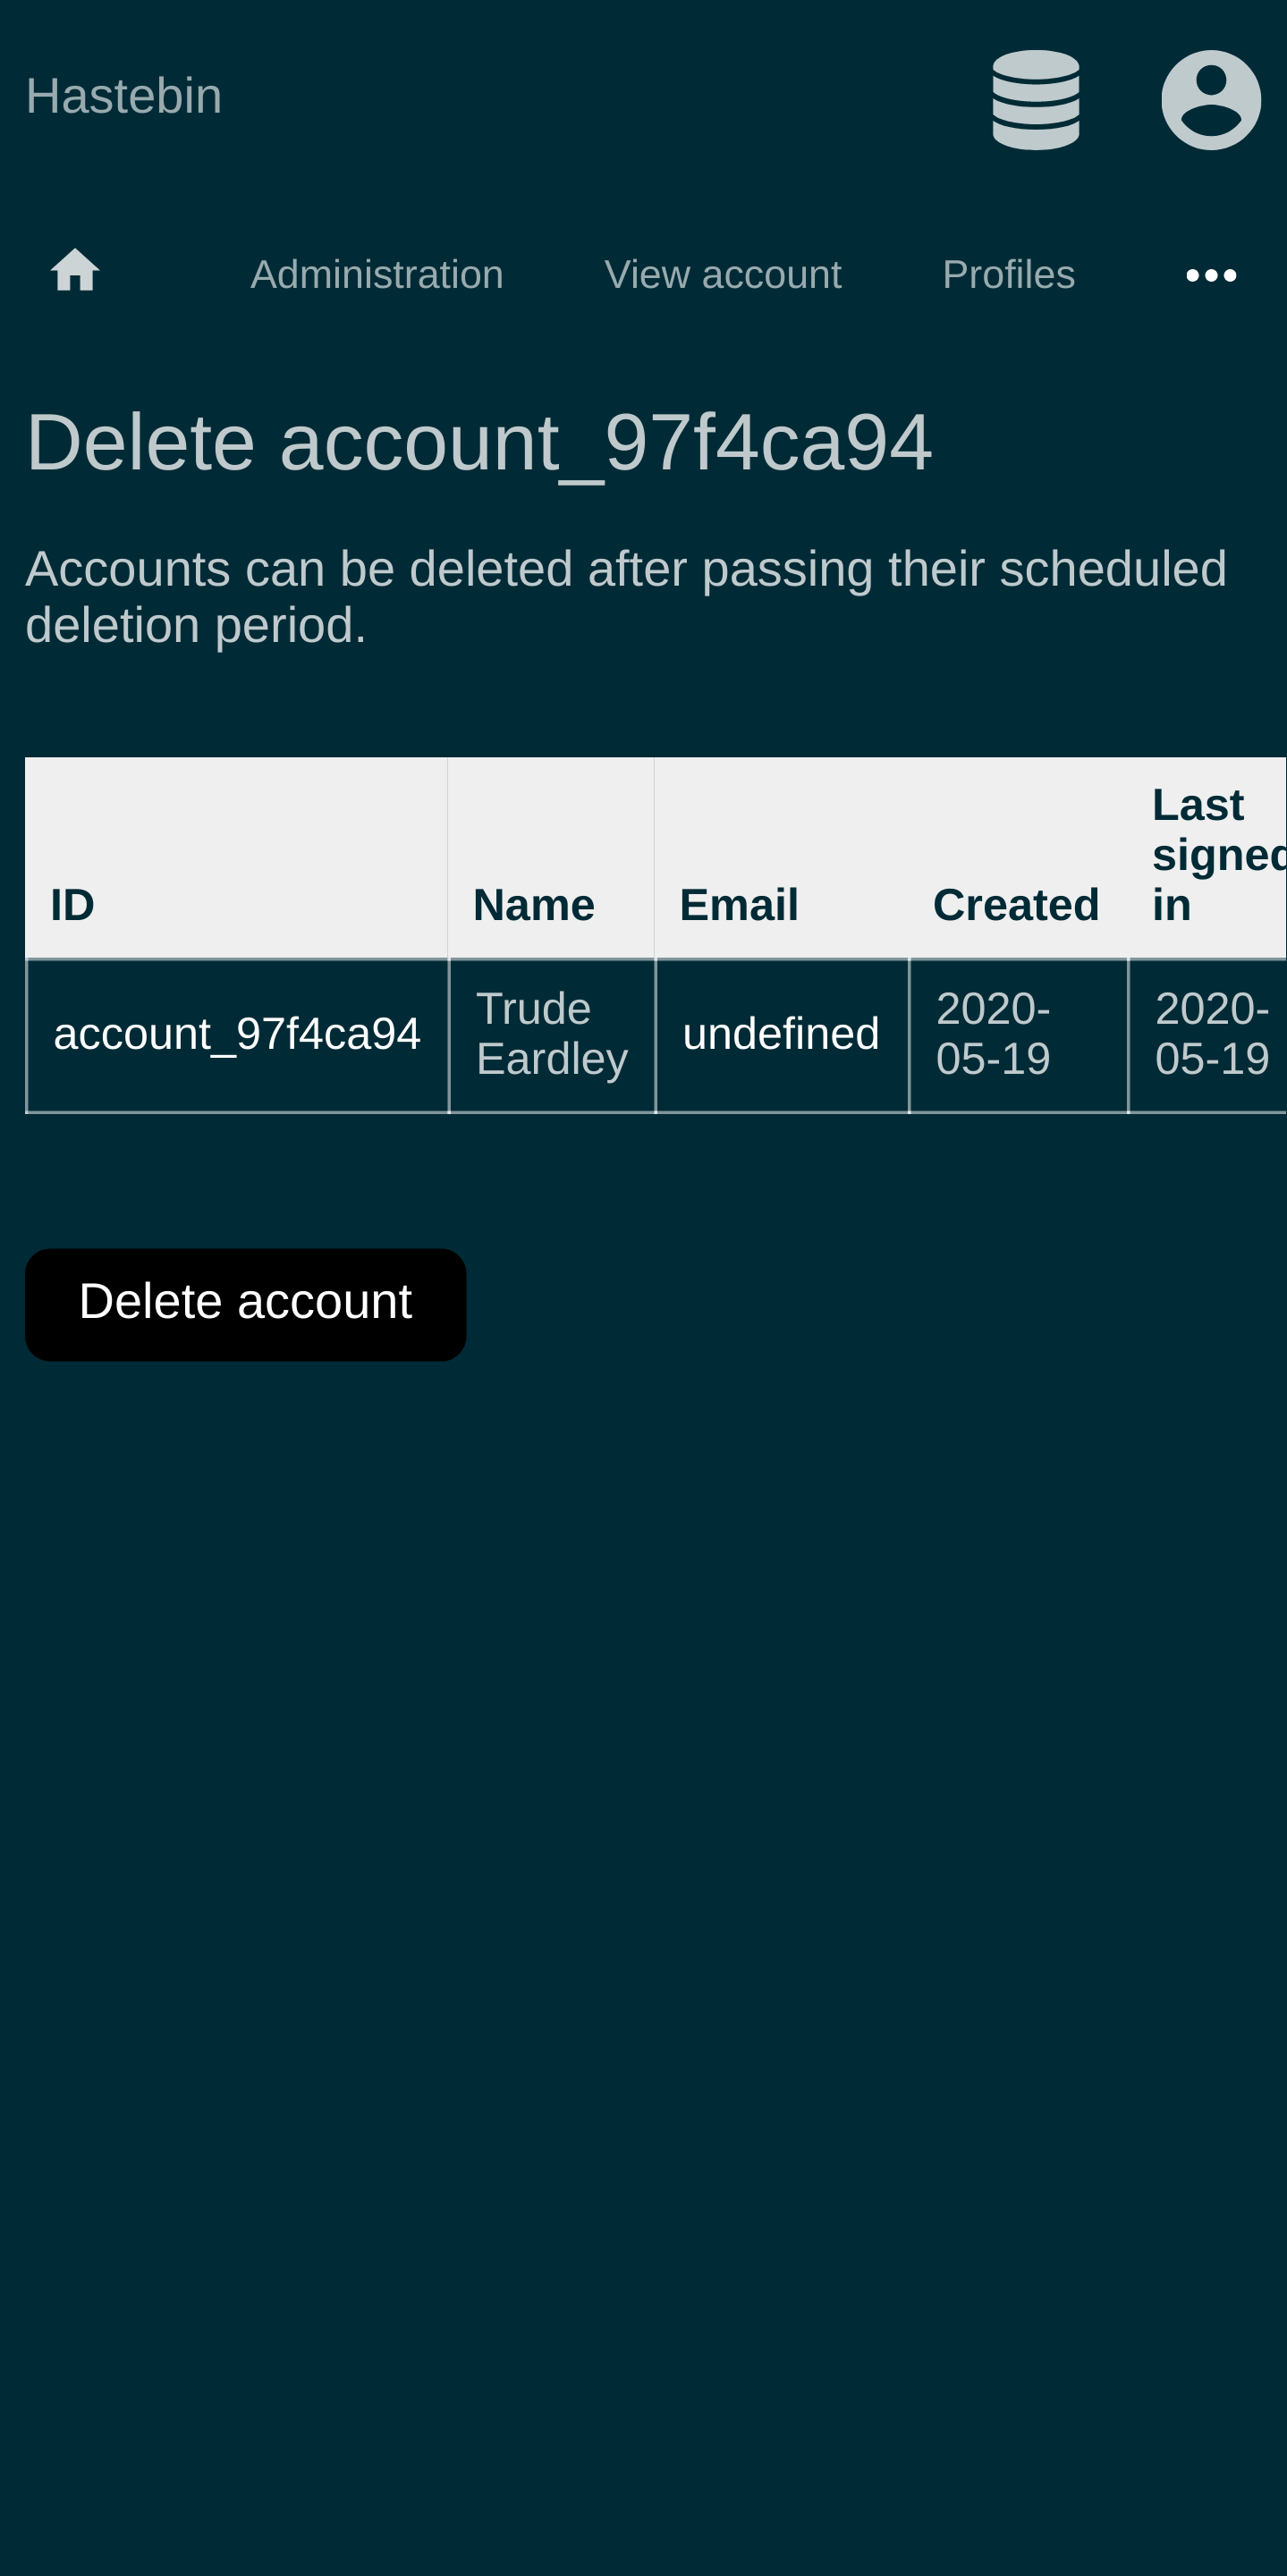 Hastebin
Administration View account Profiles
Delete account_97f4ca94
Accounts can be deleted after passing their scheduled
deletion period.
ID Name Email Created Last signed in
account_97f4ca94 Trude Eardley undefined 2020-05-19 2020-05-19
Delete account